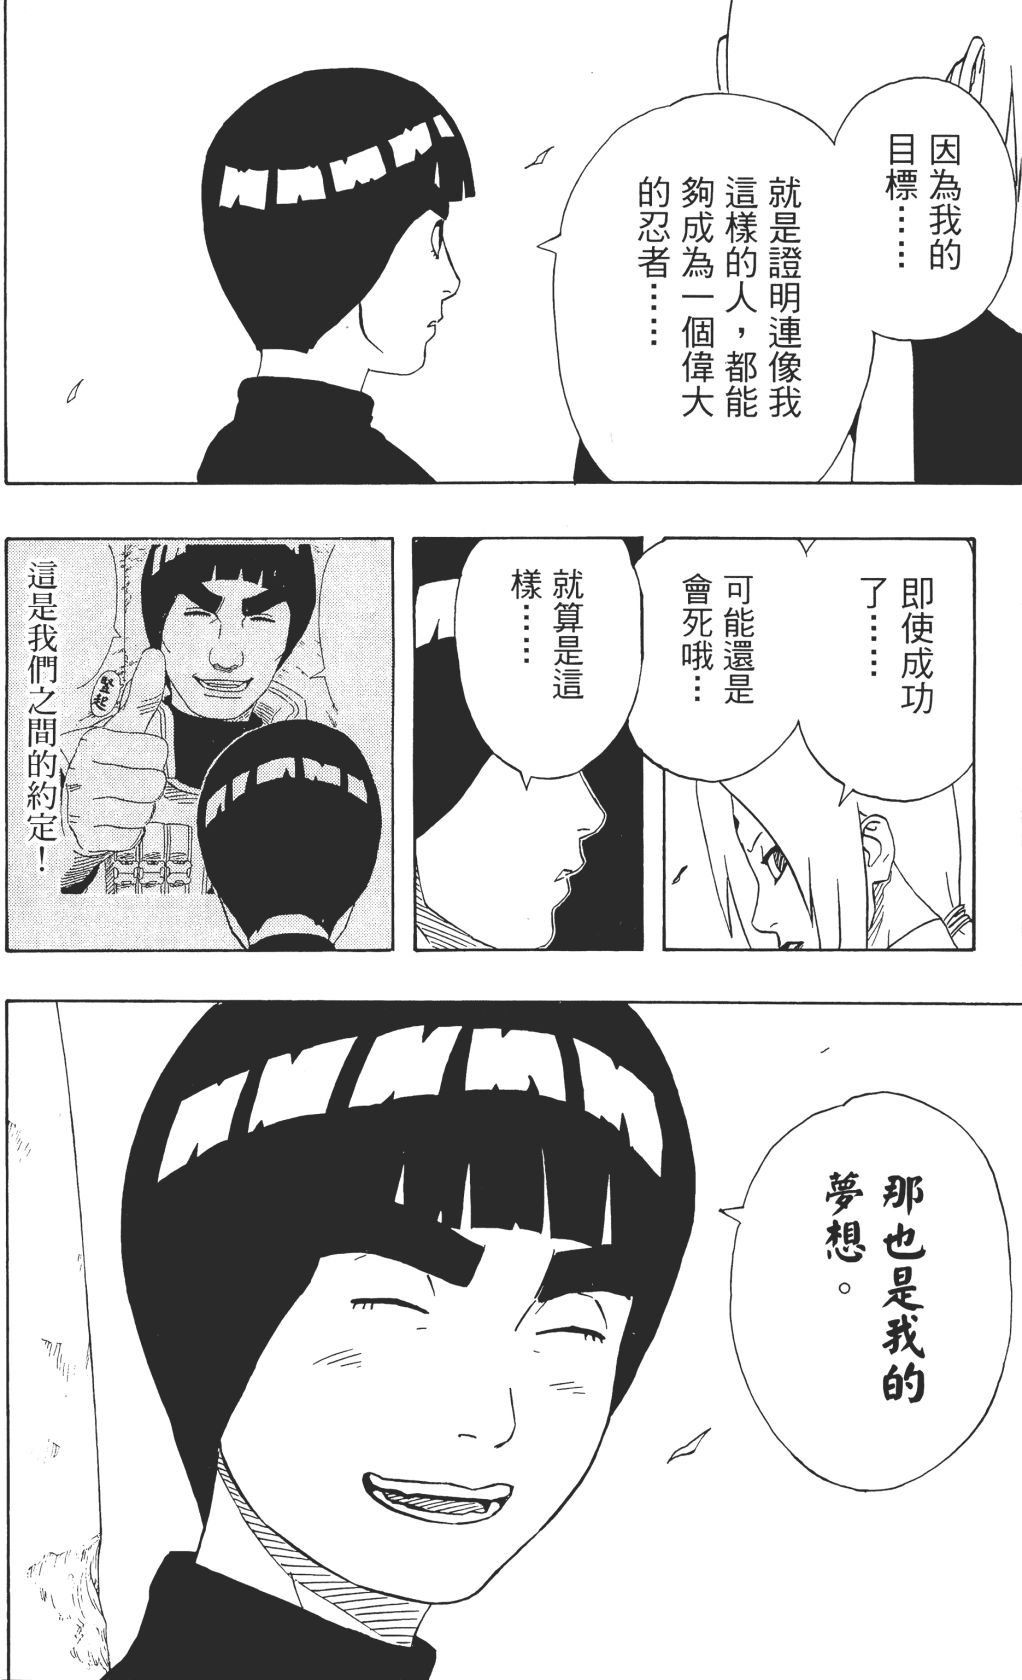 因為我的
目標……
就是證明連像我
這樣的人，都能
夠成為一個偉大
的忍者……
即使成功
了……
可能還是
會死哦…
就算是這
樣……
豎起
這是我們之間的約定！
那也是我的
夢想。